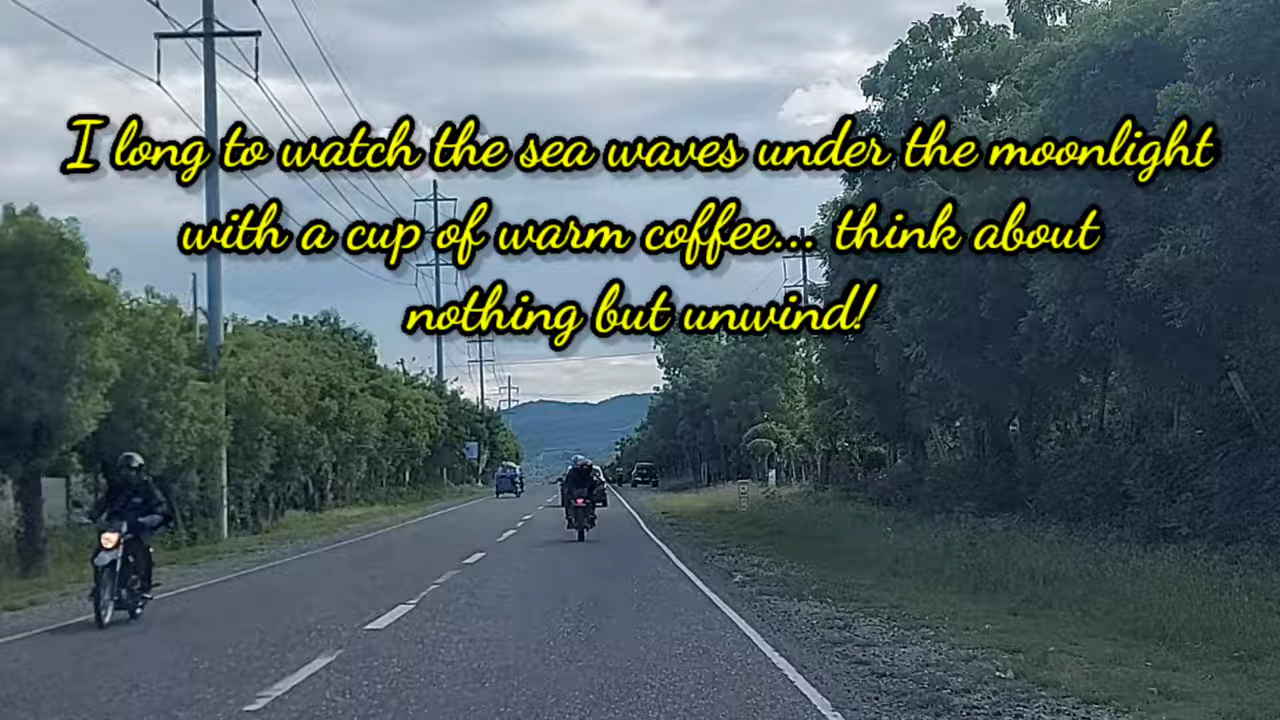 I long to watch the sea waves under the moonlight
with a cup of warm coffee... think about
nothing but unwind!